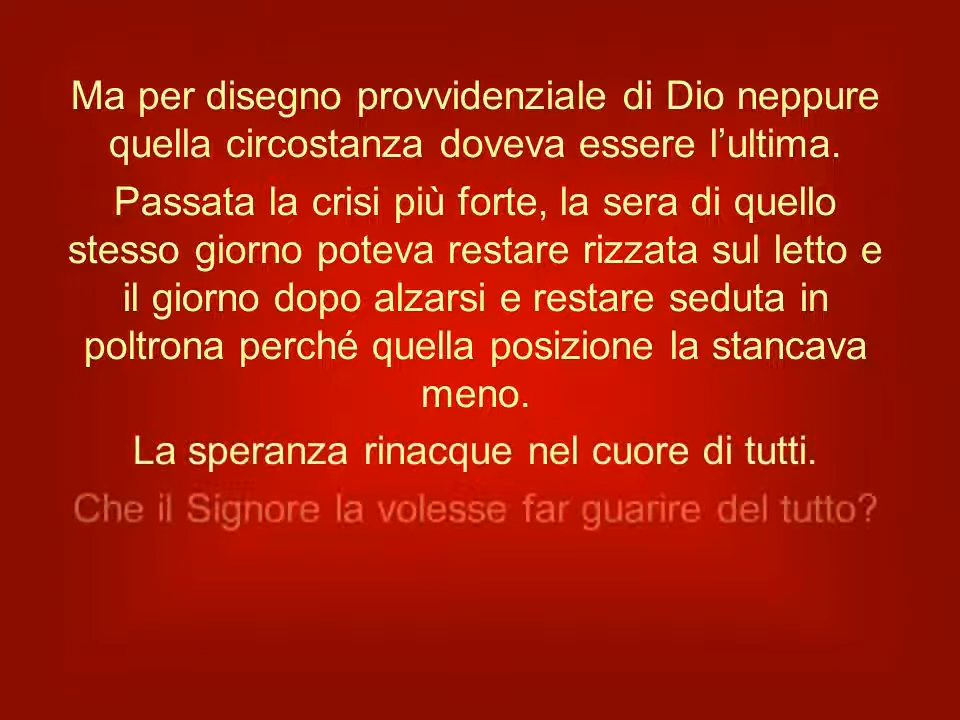 Ma per disegno provvidenziale di Dio neppure
quella circostanza doveva essere l’ultima.
Passata la crisi più forte, la sera di quello
stesso giorno poteva restare rizzata sul letto e
il giorno dopo alzarsi e restare seduta in
poltrona perché quella posizione la stancava
meno.
La speranza rinacque nel cuore di tutti.
Che il Signore la volesse far guarire del tutto?